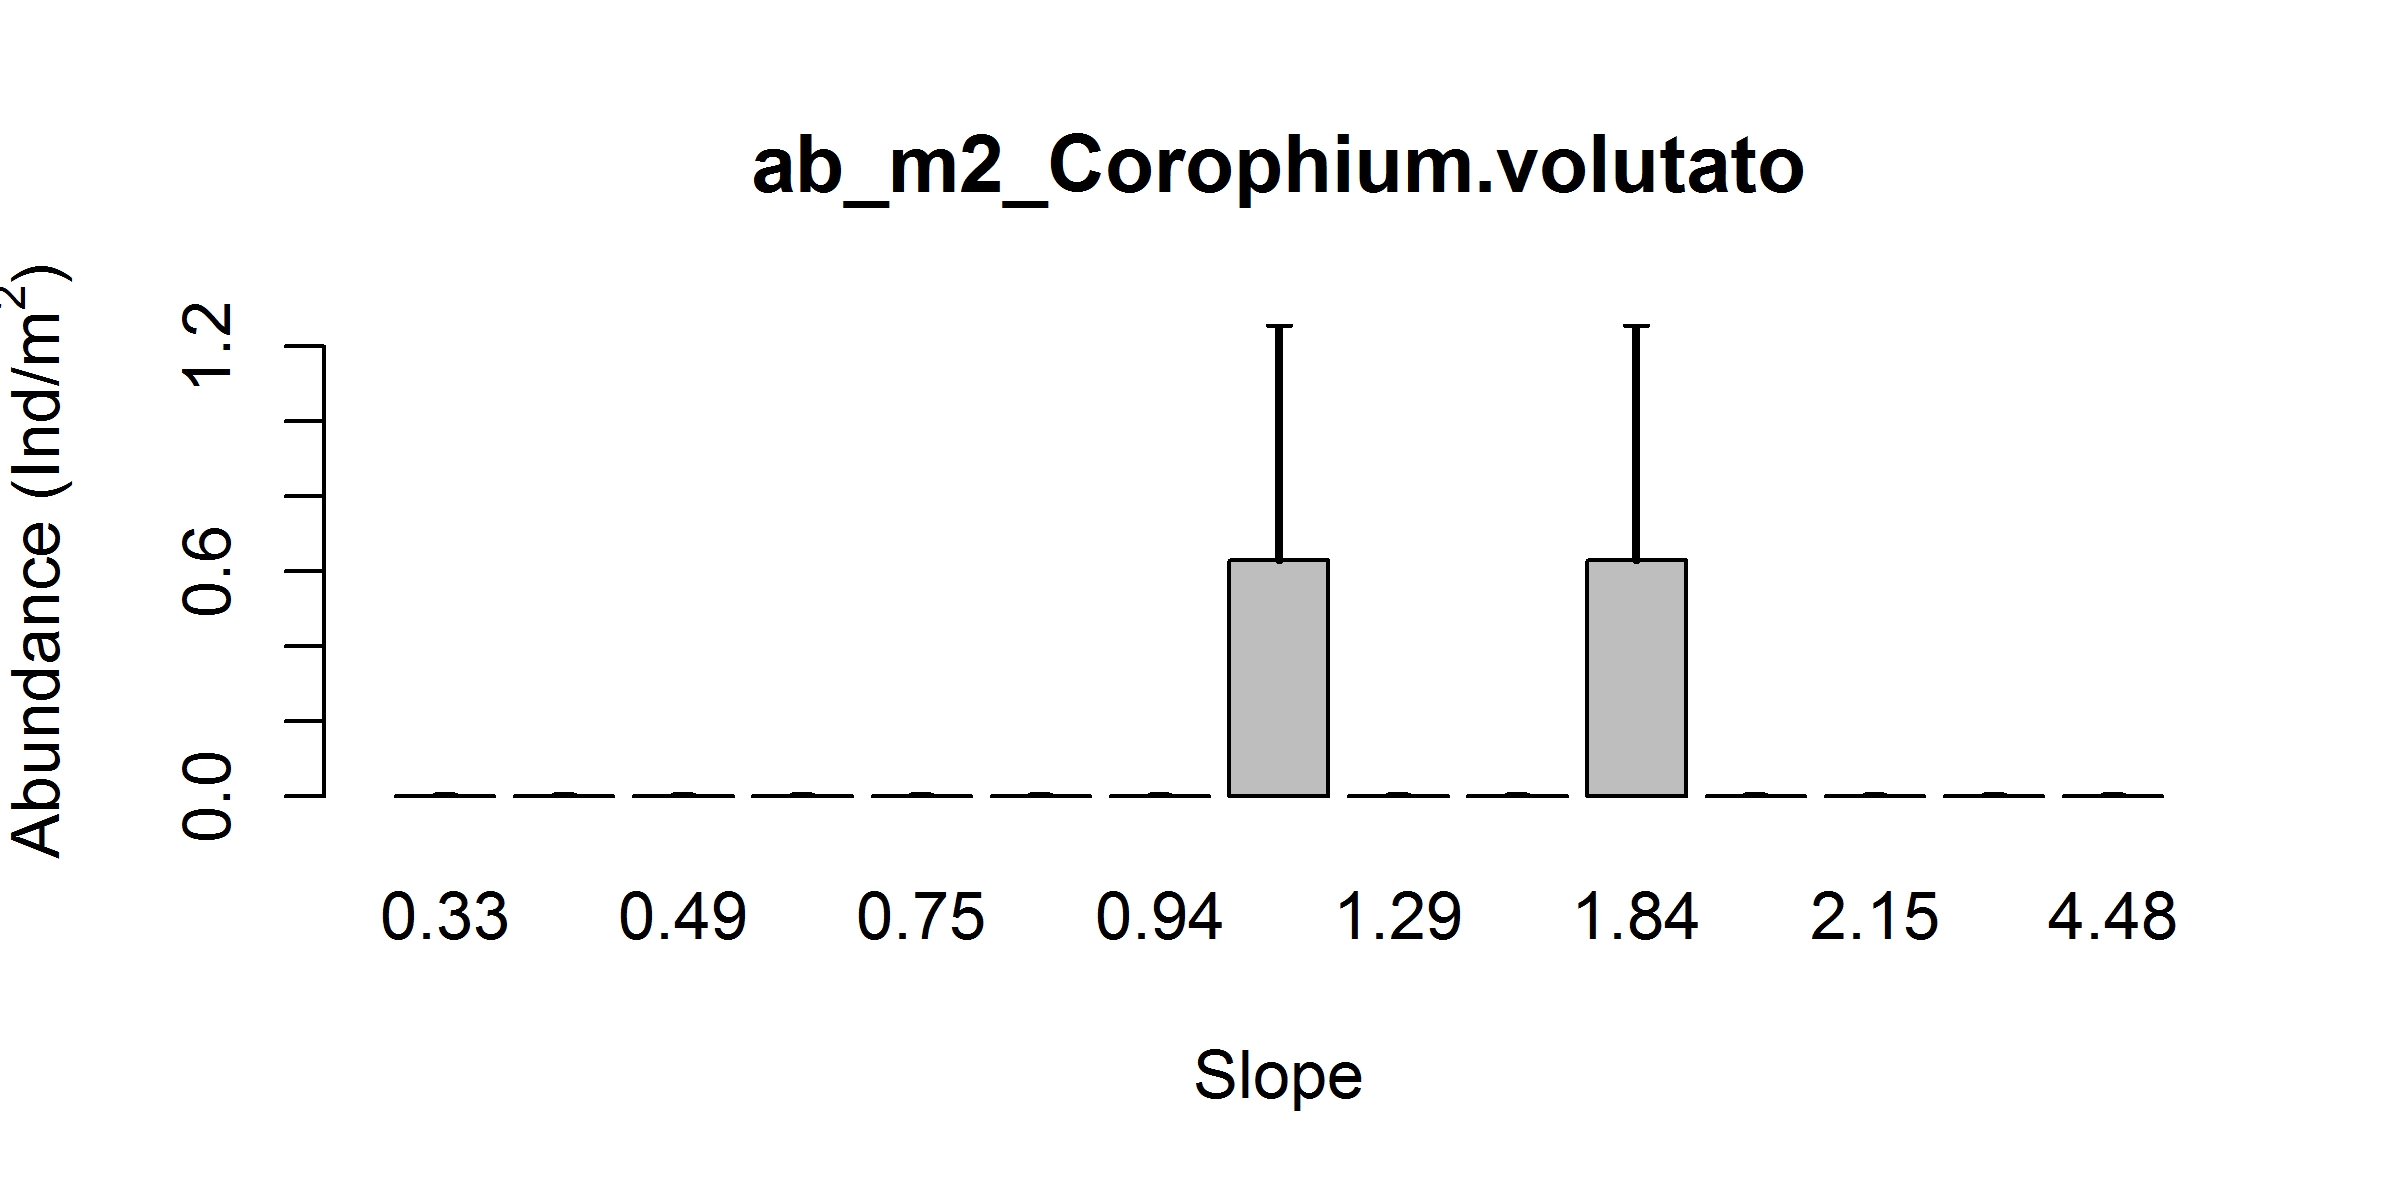 ab_m2_Corophium.volutato
Abundance (Ind/m²)
1.2
0.6
0.0
0.33 0.49 0.75 0.94 1.29 1.84 2.15 4.48
Slope